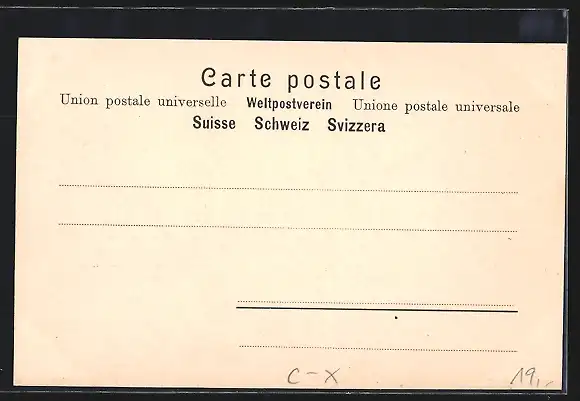 Carte postale
Union postale universelle Weltpostverein Unione postale universale
Suisse Schweiz Svizzera
C-X 19,-